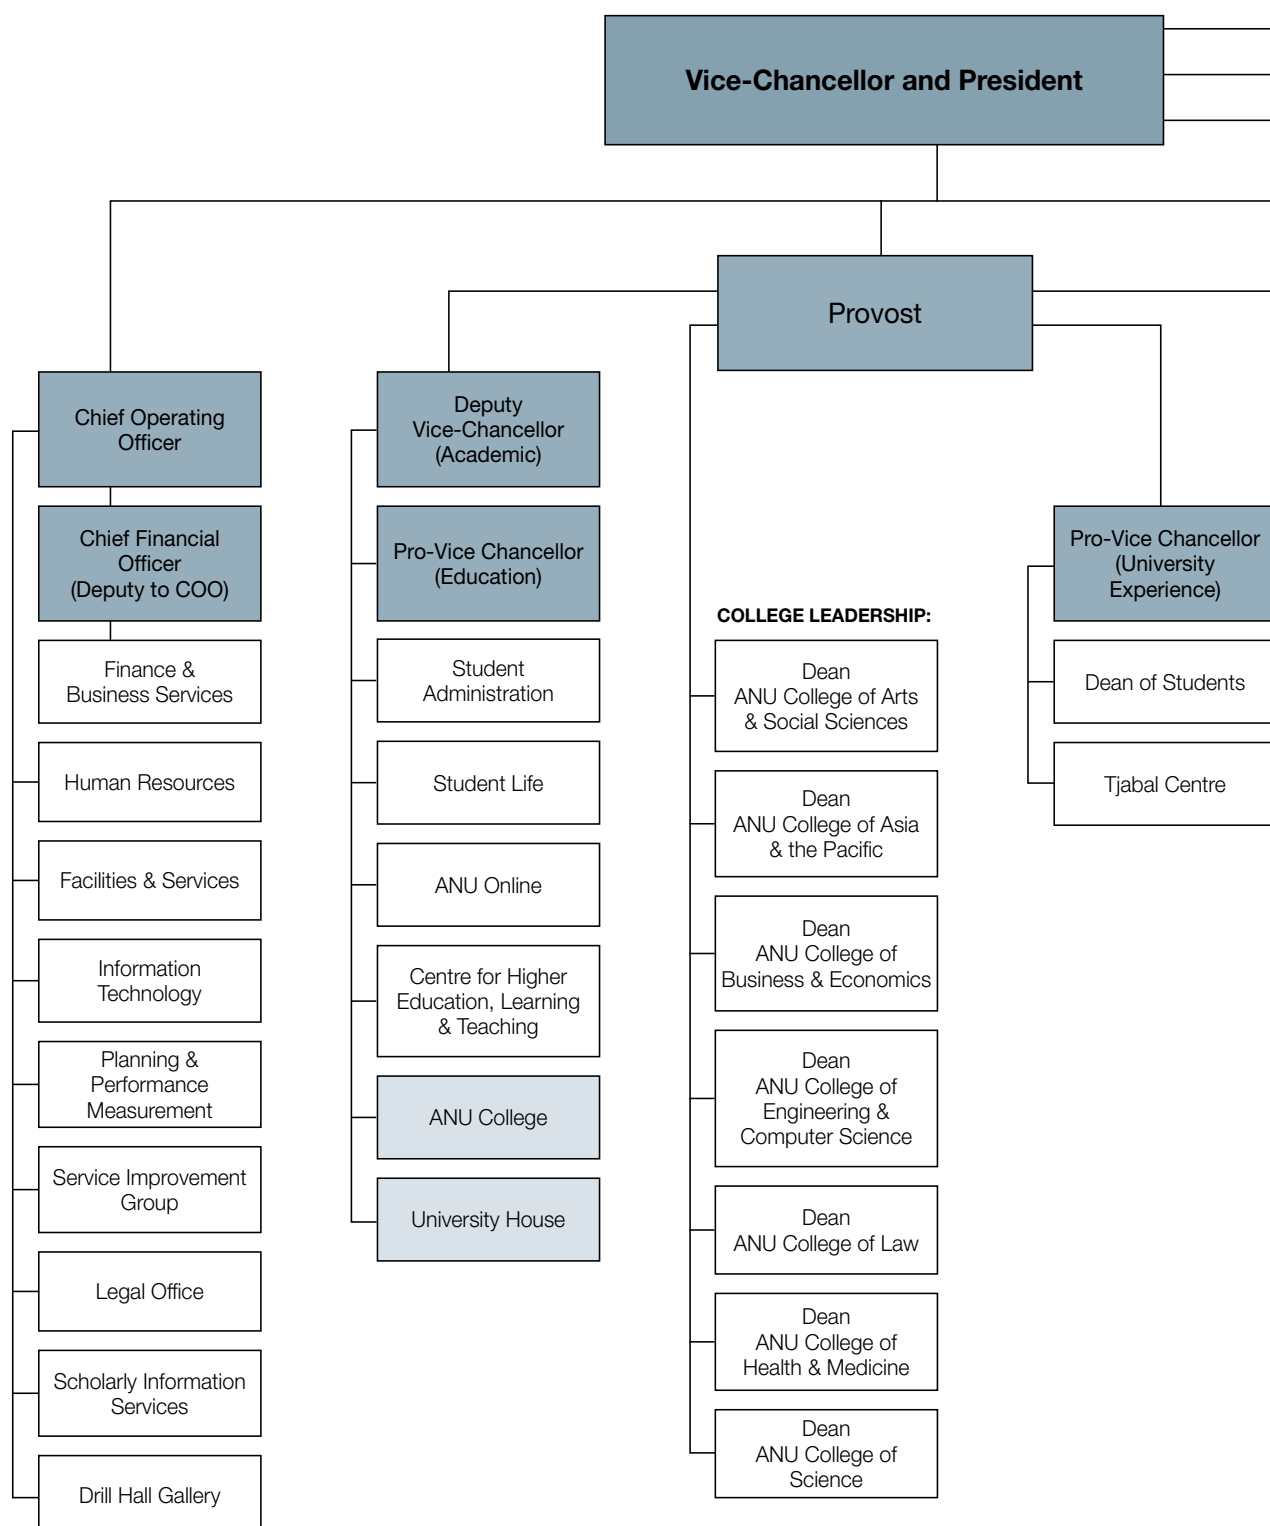 Vice-Chancellor and President
Provost
Chief Operating
Officer
Chief Financial
Officer
(Deputy to COO)
Finance &
Business Services
Human Resources
Facilities & Services
Information
Technology
Planning &
Performance
Measurement
Service Improvement
Group
Legal Office
Scholarly Information
Services
Drill Hall Gallery
Deputy
Vice-Chancellor
(Academic)
Pro-Vice Chancellor
(Education)
Student
Administration
Student Life
ANU Online
Centre for Higher
Education, Learning
& Teaching
ANU College
University House
COLLEGE LEADERSHIP:
Dean
ANU College of Arts
& Social Sciences
Dean
ANU College of Asia
& the Pacific
Dean
ANU College of
Business & Economics
Dean
ANU College of
Engineering &
Computer Science
Dean
ANU College of Law
Dean
ANU College of
Health & Medicine
Dean
ANU College of
Science
Pro-Vice Chancellor
(University
Experience)
Dean of Students
Tjabal Centre